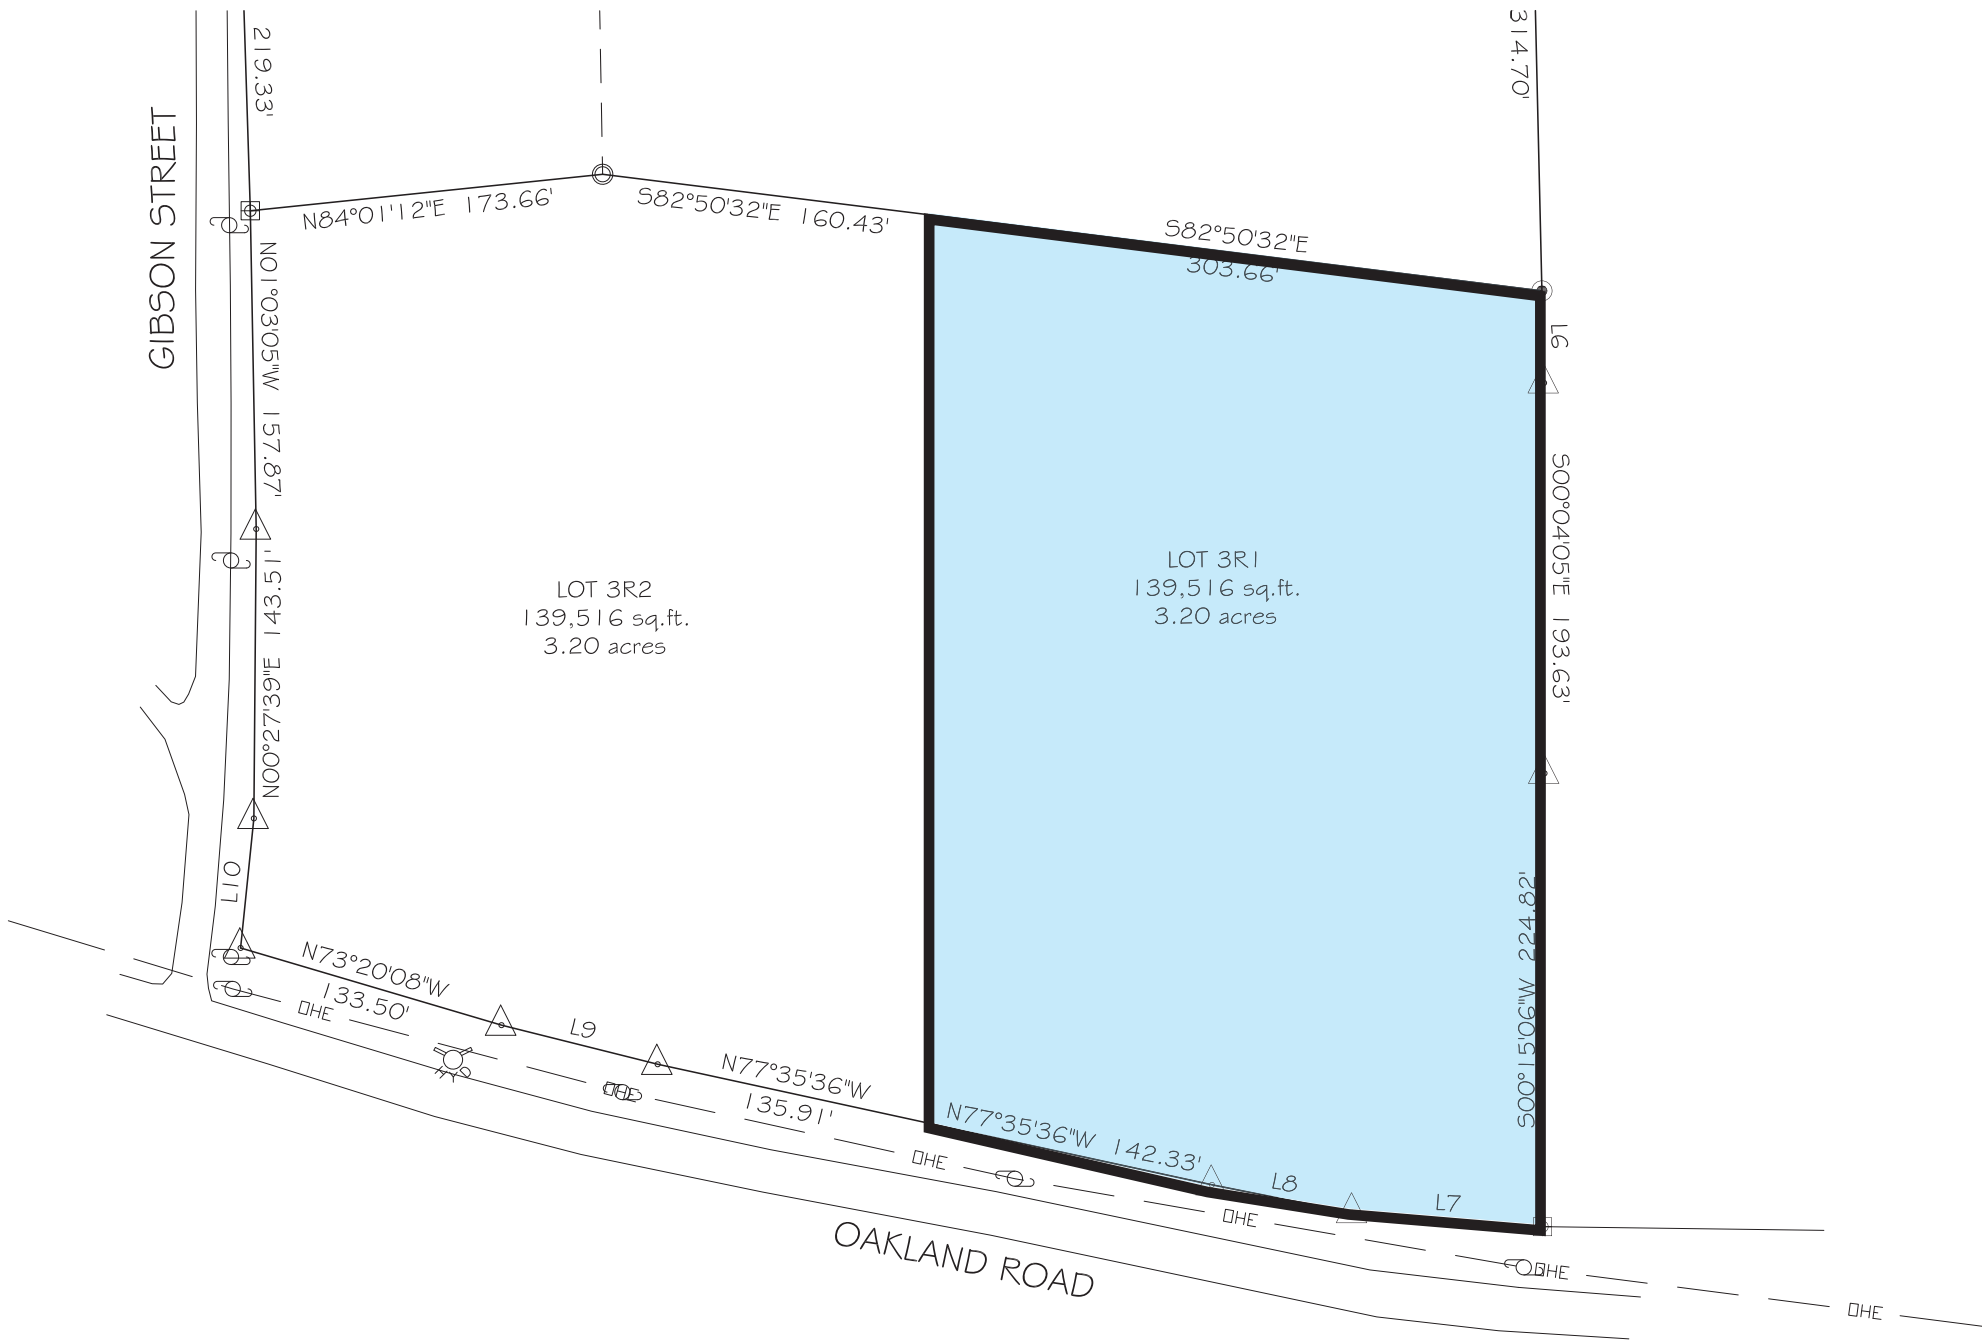 219.33'
314.70'
GIBSON STREET
N84°01'12"E 173.66'
S82°50'32"E 160.43'
S82°50'32"E
303.66'
L6
N01°03'05"W 157.87'
S00°04'05"E 193.63'
LOT 3R2
139,516 sq.ft.
3.20 acres
LOT 3R1
139,516 sq.ft.
3.20 acres
N00°27'39"E 143.51'
L10
S00°15'06"W 224.82'
N73°20'08"W
133.50'
OHE
L9
HYD
OHE
N77°35'36"W
135.91'
N77°35'36"W 142.33'
L8
L7
OHE
OHE
OHE
OHE
OAKLAND ROAD